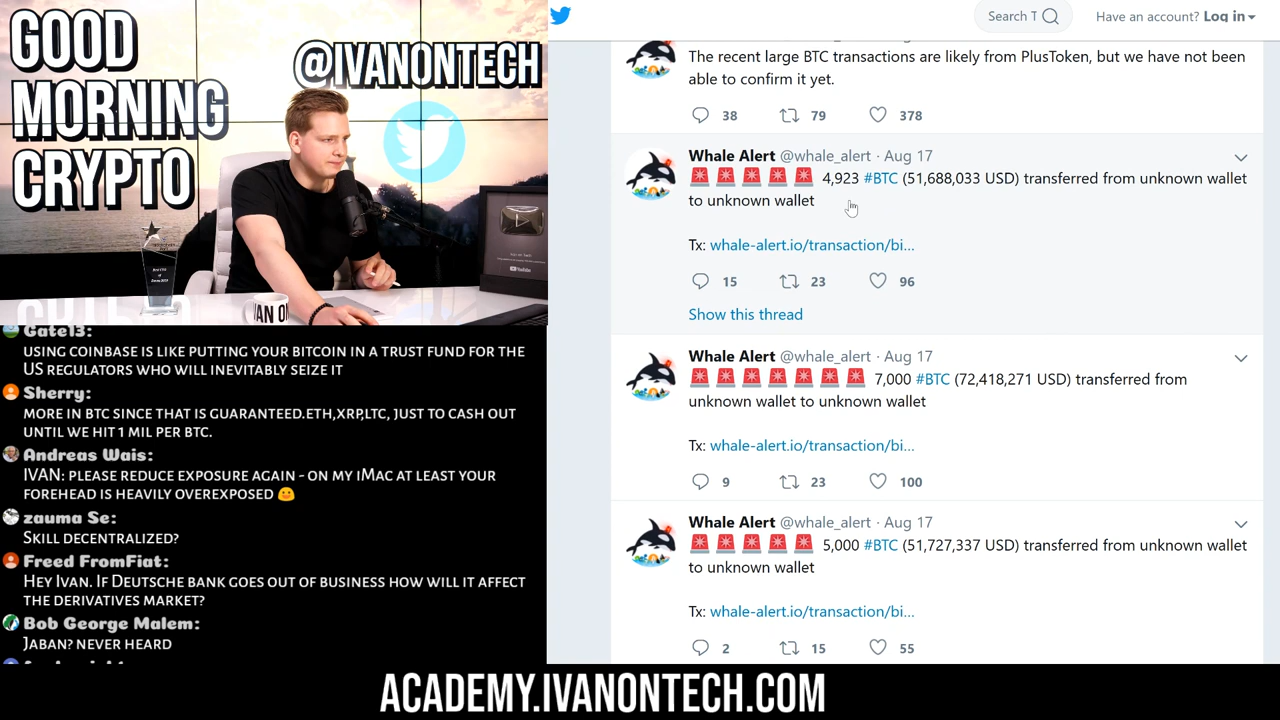 GOOD
MORNING
CRYPTO
@IVANONTECH
IVAN ON
YouTube
Gate13:
USING COINBASE IS LIKE PUTTING YOUR BITCOIN IN A TRUST FUND FOR THE
US REGULATORS WHO WILL INEVITABLY SEIZE IT
Sherry:
MORE IN BTC SINCE THAT IS GUARANTEED.ETH,XRP,LTC, JUST TO CASH OUT
UNTIL WE HIT 1 MIL PER BTC.
Andreas Wais:
IVAN: PLEASE REDUCE EXPOSURE AGAIN - ON MY IMAC AT LEAST YOUR
FOREHEAD IS HEAVILY OVEREXPOSED
zauma Se:
SKILL DECENTRALIZED?
Freed FromFiat:
HEY IVAN. IF DEUTSCHE BANK GOES OUT OF BUSINESS HOW WILL IT AFFECT
THE DERIVATIVES MARKET?
Bob George Malem:
JABAN? NEVER HEARD
Search T
Have an account? Log in
The recent large BTC transactions are likely from PlusToken, but we have not been
able to confirm it yet.
38 79 378
Whale Alert @whale_alert · Aug 17
4,923 #BTC (51,688,033 USD) transferred from unknown wallet
to unknown wallet
Tx: whale-alert.io/transaction/bi...
15 23 96
Show this thread
Whale Alert @whale_alert · Aug 17
7,000 #BTC (72,418,271 USD) transferred from
unknown wallet to unknown wallet
Tx: whale-alert.io/transaction/bi...
9 23 100
Whale Alert @whale_alert · Aug 17
5,000 #BTC (51,727,337 USD) transferred from unknown wallet
to unknown wallet
Tx: whale-alert.io/transaction/bi...
2 15 55
ACADEMY.IVANONTECH.COM